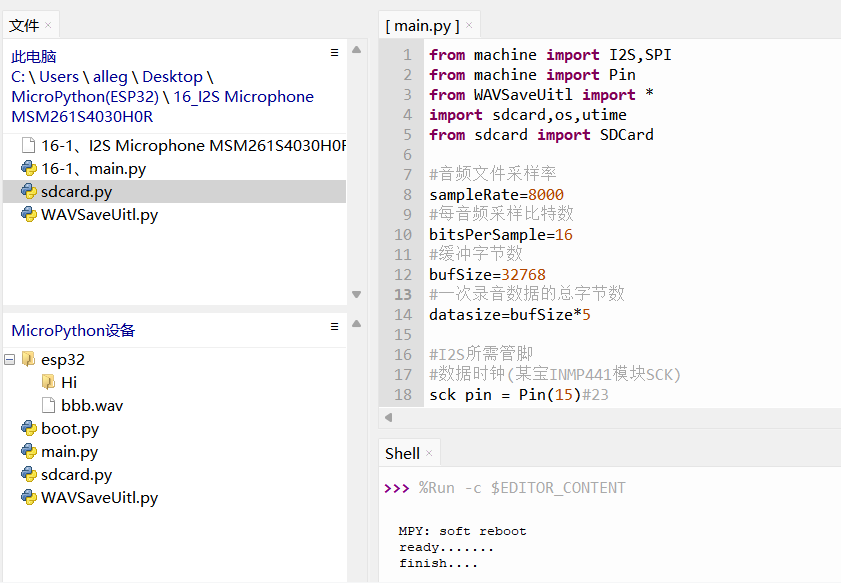 文件 ×
此电脑
C: \ Users \ alleg \ Desktop \
MicroPython(ESP32) \ 16_I2S Microphone
MSM261S4030H0R
16-1、I2S Microphone MSM261S4030H0R
16-1、main.py
sdcard.py
WAVSaveUitl.py
MicroPython设备
esp32
Hi
bbb.wav
boot.py
main.py
sdcard.py
WAVSaveUitl.py
[ main.py ] ×
1 from machine import I2S,SPI
2 from machine import Pin
3 from WAVSaveUitl import *
4 import sdcard,os,utime
5 from sdcard import SDCard
6
7 #音频文件采样率
8 sampleRate=8000
9 #每音频采样比特数
10 bitsPerSample=16
11 #缓冲字节数
12 bufSize=32768
13 #一次录音数据的总字节数
14 datasize=bufSize*5
15
16 #I2S所需管脚
17 #数据时钟(某宝INMP441模块SCK)
18 sck_pin = Pin(15)#23
Shell ×
>>> %Run -c $EDITOR_CONTENT
MPY: soft reboot
ready.......
finish....